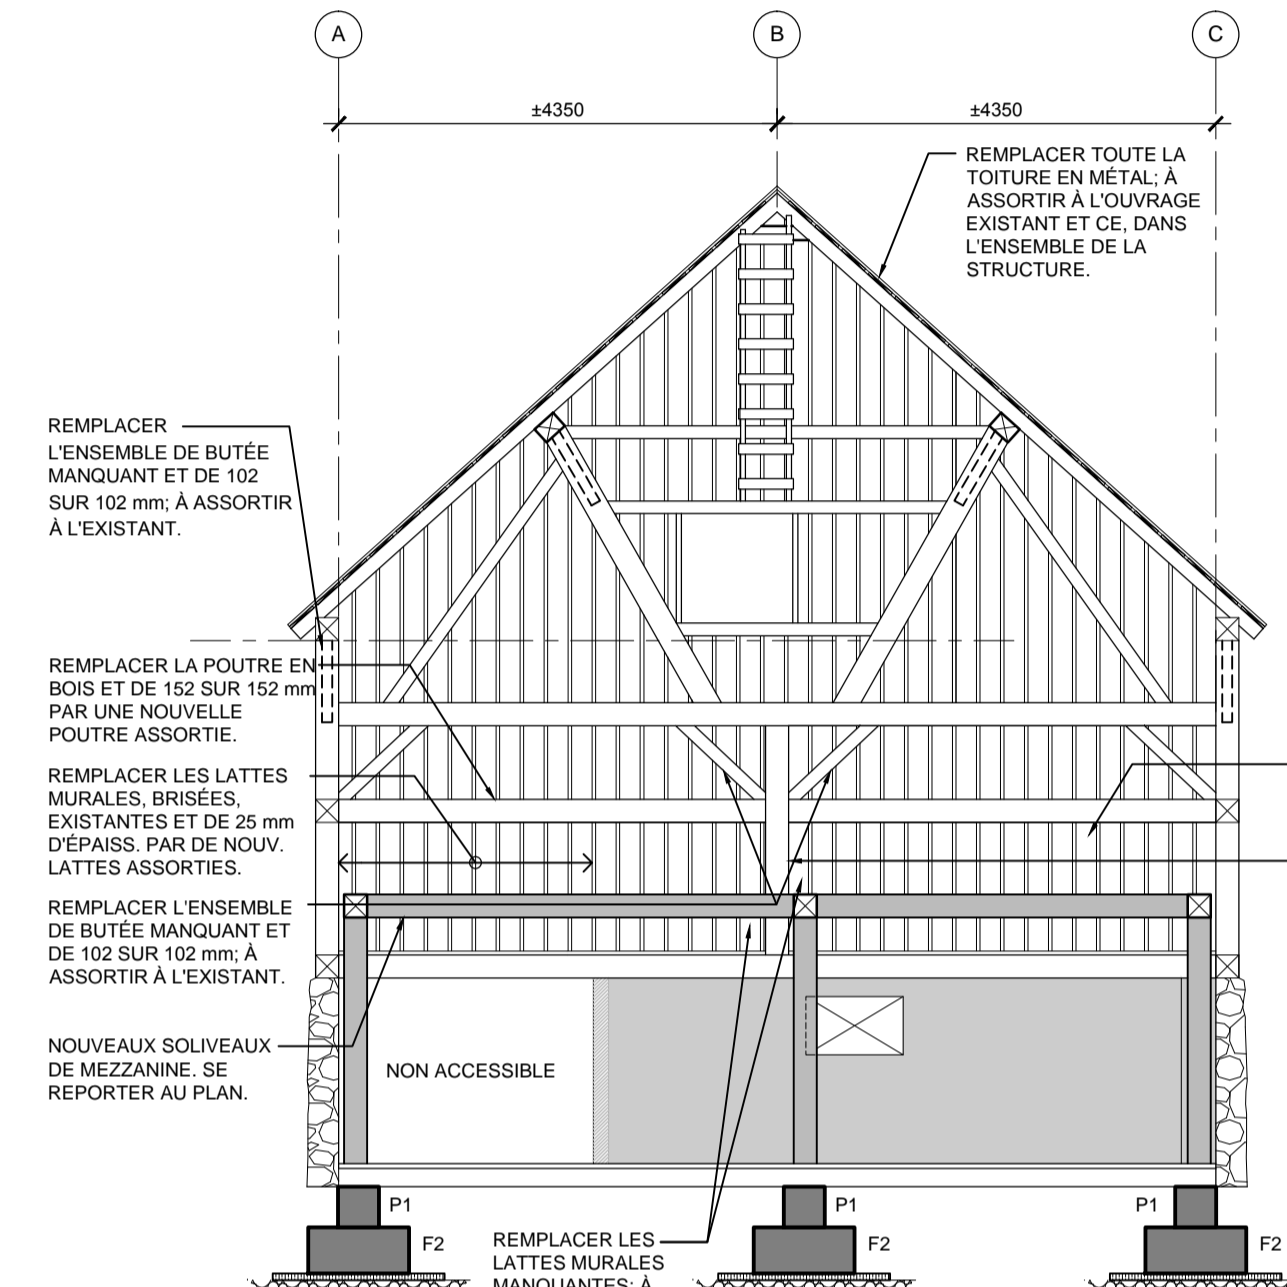 A
B
C
±4350
±4350
REMPLACER TOUTE LA
TOITURE EN MÉTAL; À
ASSORTIR À L'OUVRAGE
EXISTANT ET CE, DANS
L'ENSEMBLE DE LA
STRUCTURE.
REMPLACER
L'ENSEMBLE DE BUTÉE
MANQUANT ET DE 102
SUR 102 mm; À ASSORTIR
À L'EXISTANT.
REMPLACER LA POUTRE EN
BOIS ET DE 152 SUR 152 mm
PAR UNE NOUVELLE
POUTRE ASSORTIE.
REMPLACER LES LATTES
MURALES, BRISÉES,
EXISTANTES ET DE 25 mm
D'ÉPAISS. PAR DE NOUV.
LATTES ASSORTIES.
REMPLACER L'ENSEMBLE
DE BUTÉE MANQUANT ET
DE 102 SUR 102 mm; À
ASSORTIR À L'EXISTANT.
NOUVEAUX SOLIVEAUX
DE MEZZANINE. SE
REPORTER AU PLAN.
NON ACCESSIBLE
P1
P1
P1
F2
F2
F2
REMPLACER LES
LATTES MURALES
MANQUANTES; À